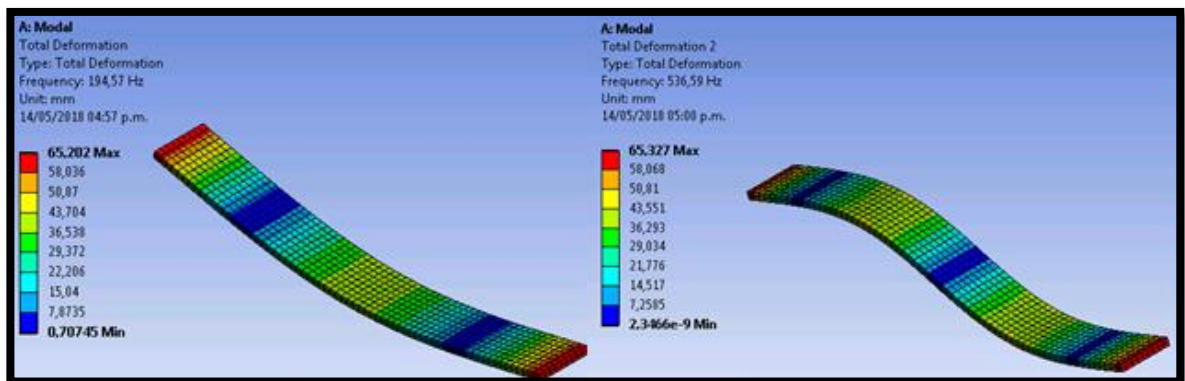 A: Modal
Total Deformation
Type: Total Deformation
Frequency: 194,57 Hz
Unit: mm
14/05/2018 04:57 p.m.
65,202 Max
58,036
50,87
43,704
36,538
29,372
22,206
15,04
7,8735
0,70745 Min
A: Modal
Total Deformation 2
Type: Total Deformation
Frequency: 536,59 Hz
Unit: mm
14/05/2018 05:00 p.m.
65,327 Max
58,068
50,81
43,551
36,293
29,034
21,776
14,517
7,2585
2,3466e-9 Min